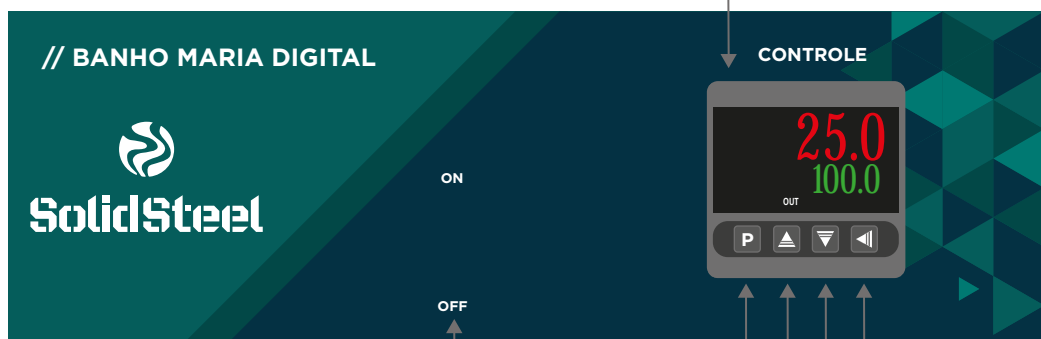 // BANHO MARIA DIGITAL
CONTROLE
25.0
100.0
OUT
P
SolidSteel
ON
OFF